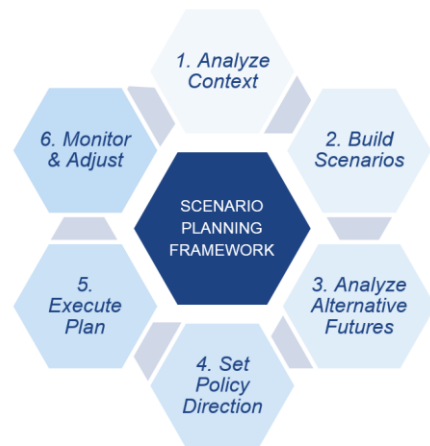 1. Analyze
Context
2. Build
Scenarios
3. Analyze
Alternative
Futures
4. Set
Policy
Direction
5.
Execute
Plan
6. Monitor
& Adjust
SCENARIO
PLANNING
FRAMEWORK